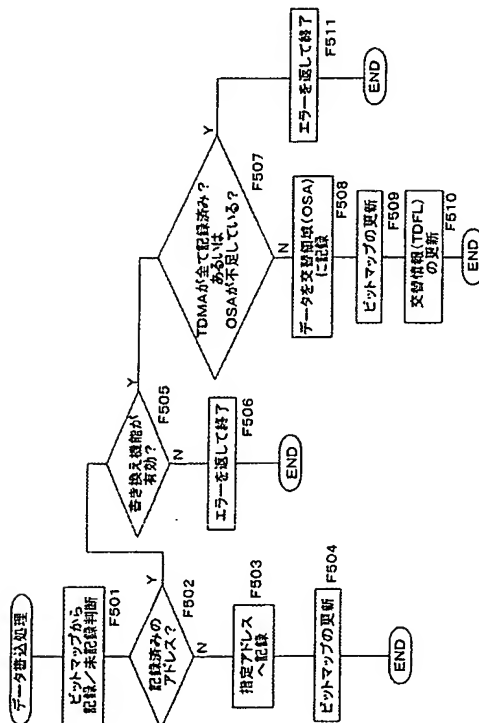 データ書込処理
ビットマップから
記録/未記録判断
F501
記録済みの
アドレス?
F502
Y
N
指定アドレス
へ記録
F503
ビットマップの更新
F504
END
書き換え機能が
有効?
F505
Y
N
エラーを返して終了
F506
END
TDMAが全て記録済み?
あるいは
OSAが不足している?
F507
Y
N
データを交替領域(OSA)
に記録
F508
ビットマップの更新
F509
交替情報(TDFL)
の更新
F510
END
エラーを返して終了
F511
END